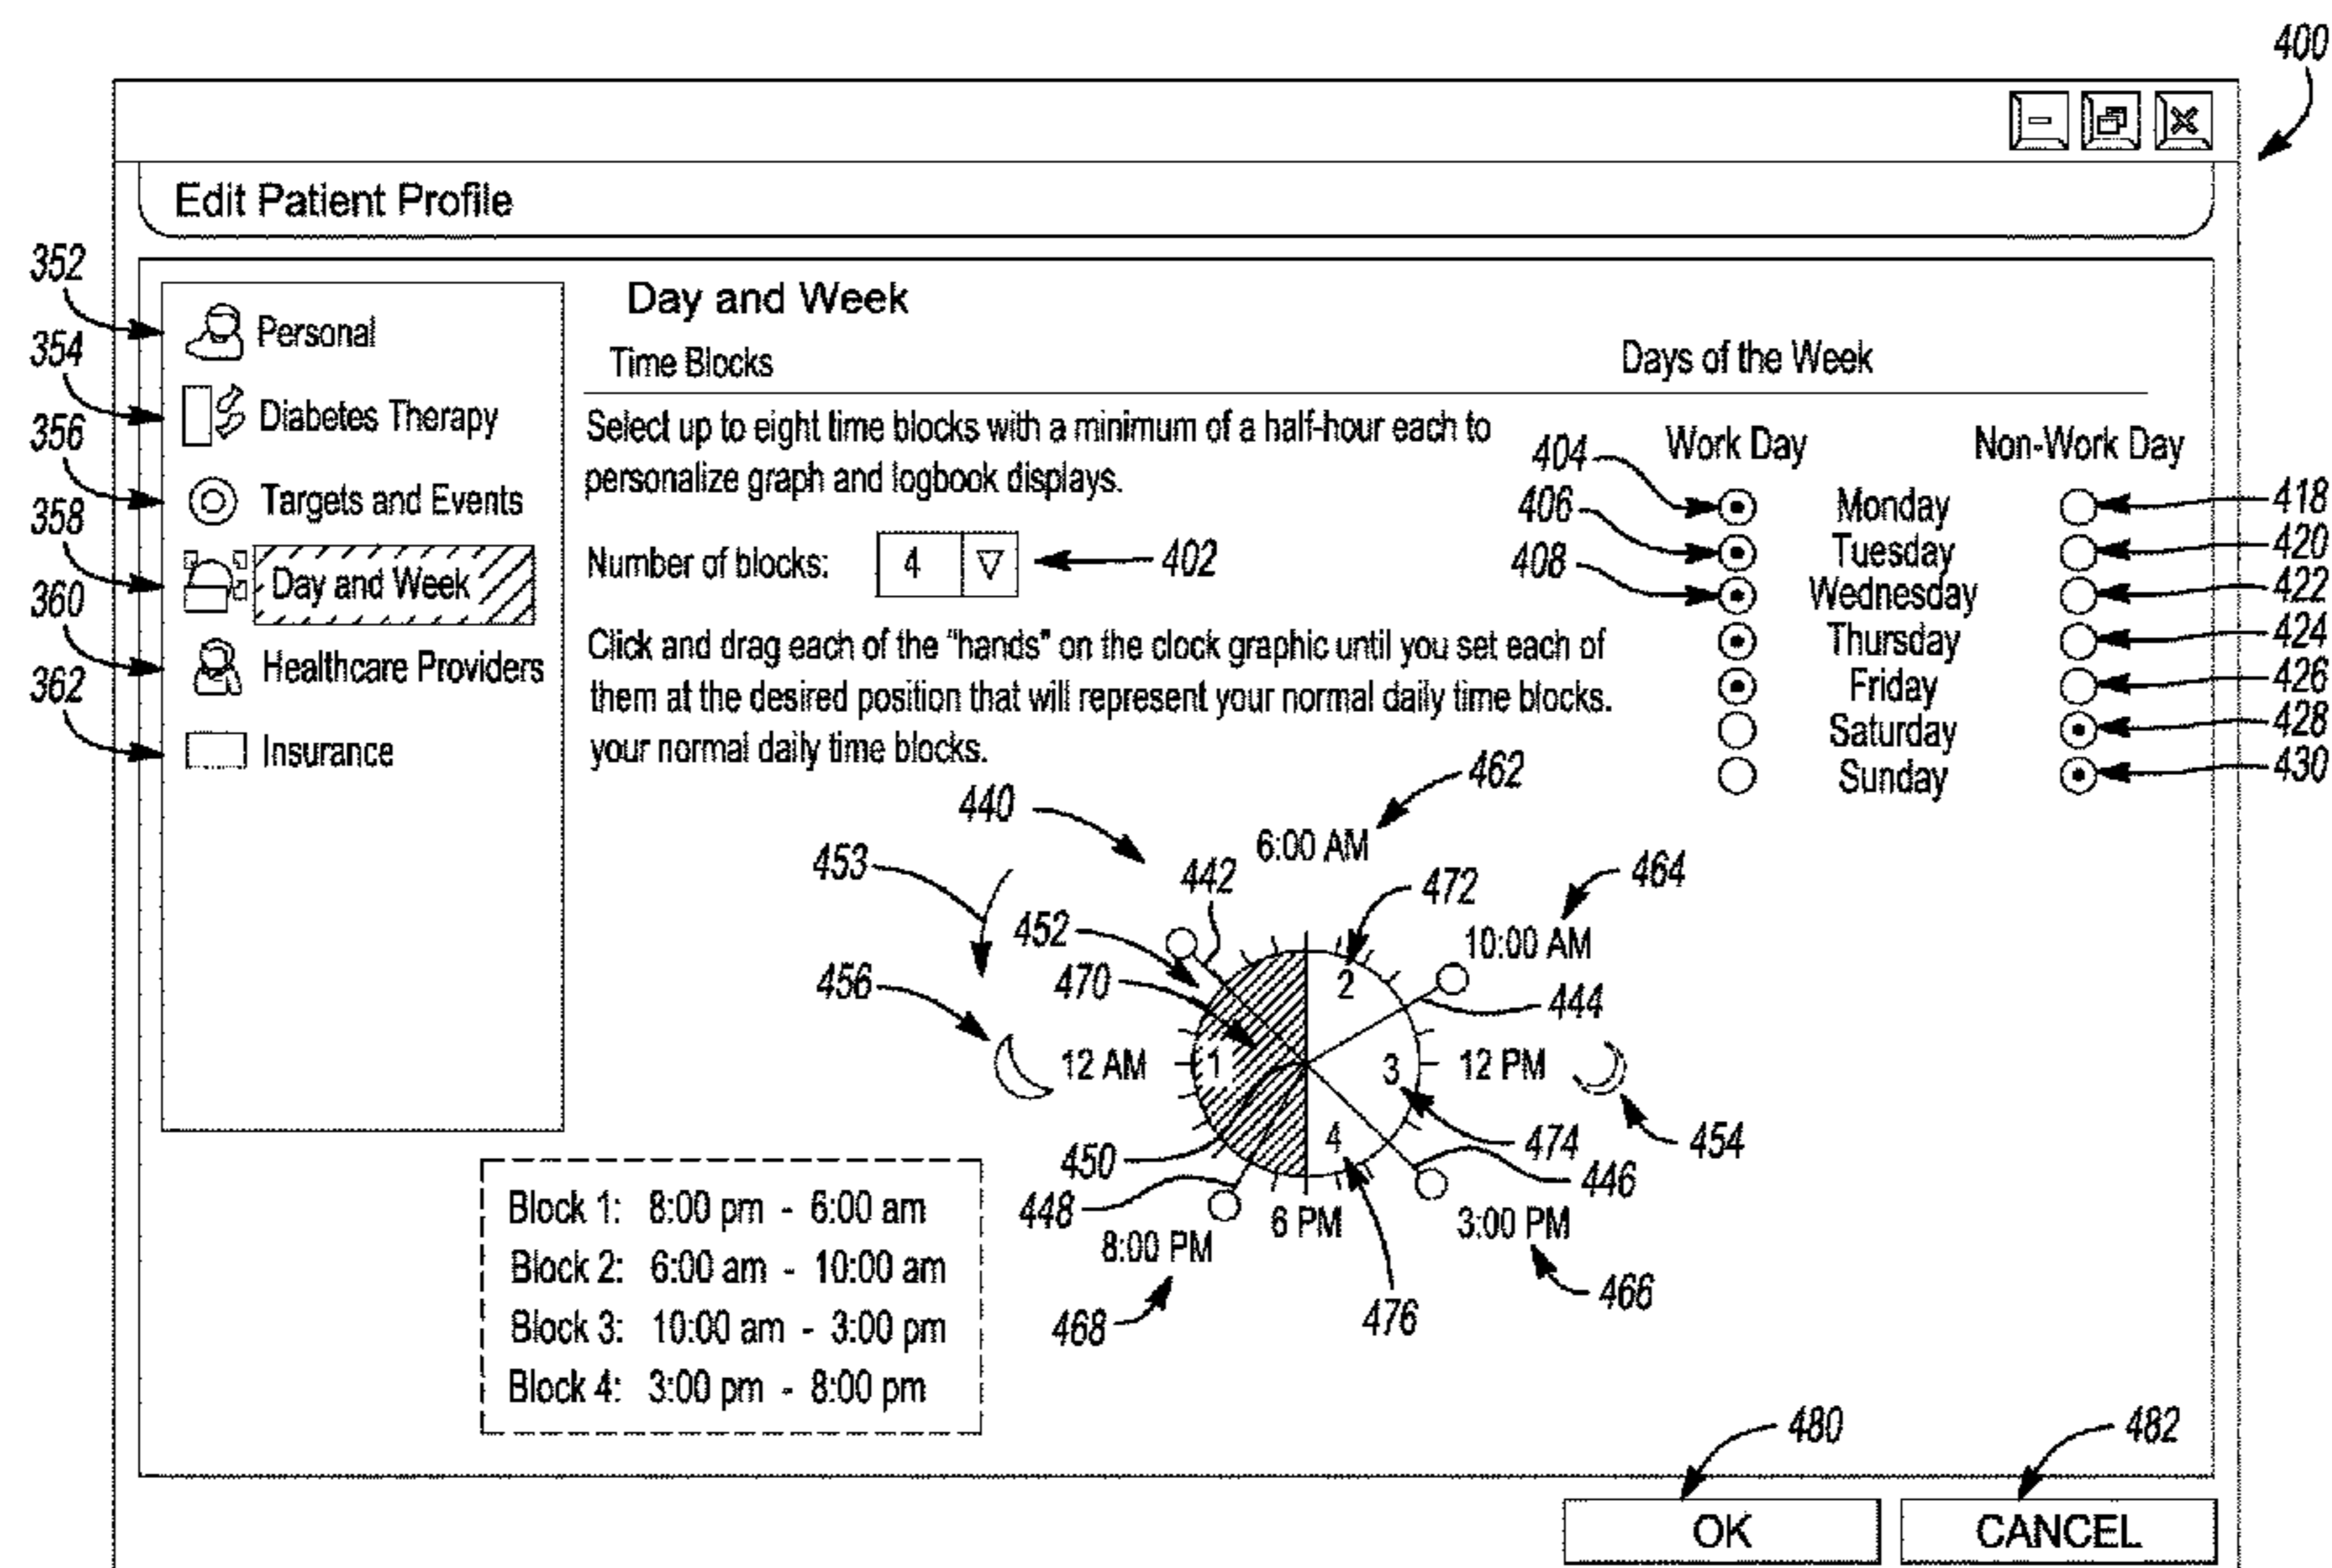 400
Edit Patient Profile
352
Personal
354
Diabetes Therapy
356
Targets and Events
358
Day and Week
360
Healthcare Providers
362
Insurance
Day and Week
Time Blocks
Select up to eight time blocks with a minimum of a half-hour each to
personalize graph and logbook displays.
Number of blocks: 4 402
Click and drag each of the "hands" on the clock graphic until you set each of
them at the desired position that will represent your normal daily time blocks.
your normal daily time blocks.
Days of the Week
Work Day Non-Work Day
404 Monday 418
406 Tuesday 420
408 Wednesday 422
Thursday 424
Friday 426
Saturday 428
Sunday 430
440
462
6:00 AM
453
442
472
464
452
10:00 AM
470
2
456
444
12 AM
1
3
12 PM
454
450
4
474
448
446
6 PM
3:00 PM
8:00 PM
466
468
476
Block 1: 8:00 pm - 6:00 am
Block 2: 6:00 am - 10:00 am
Block 3: 10:00 am - 3:00 pm
Block 4: 3:00 pm - 8:00 pm
480
482
OK
CANCEL